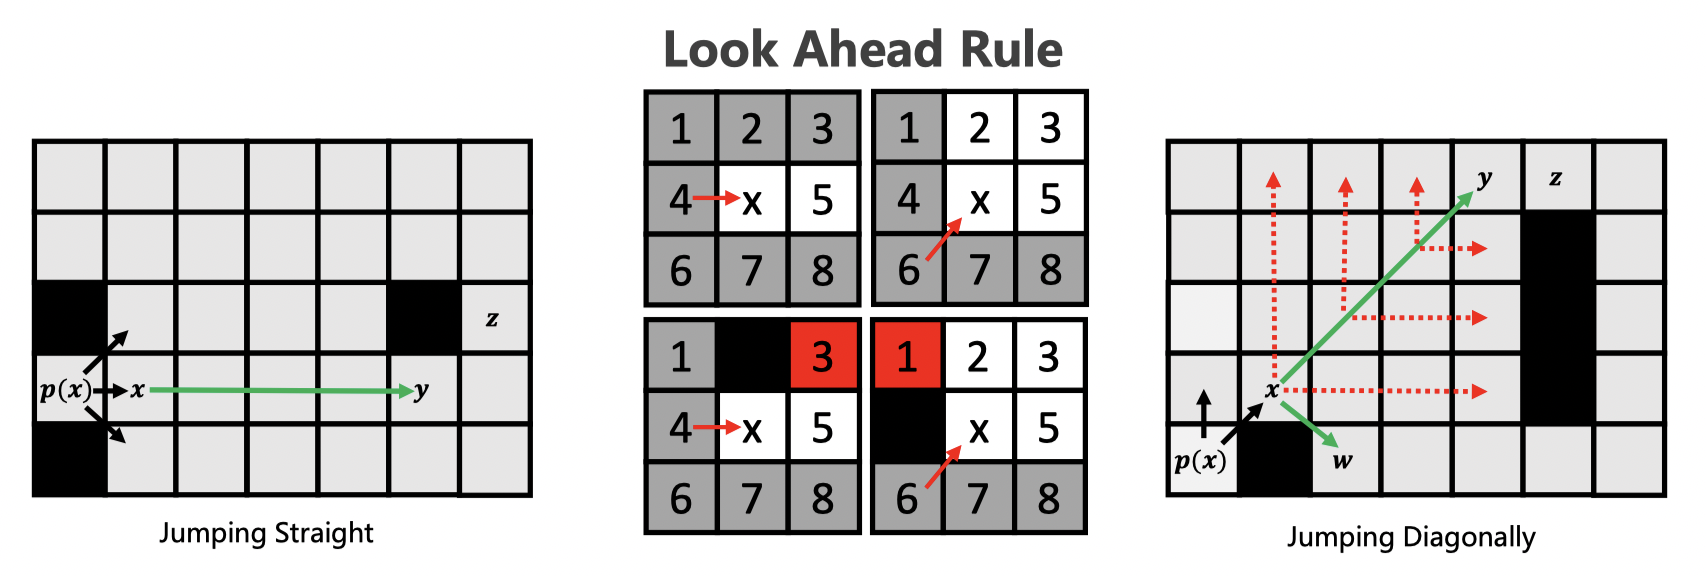 Look Ahead Rule
z
p(x) x y
Jumping Straight
1 2 3
4 x 5
6 7 8
1 2 3
4 x 5
6 7 8
1 3
4 x 5
6 7 8
1 2 3
x 5
6 7 8
y z
x
p(x) w
Jumping Diagonally